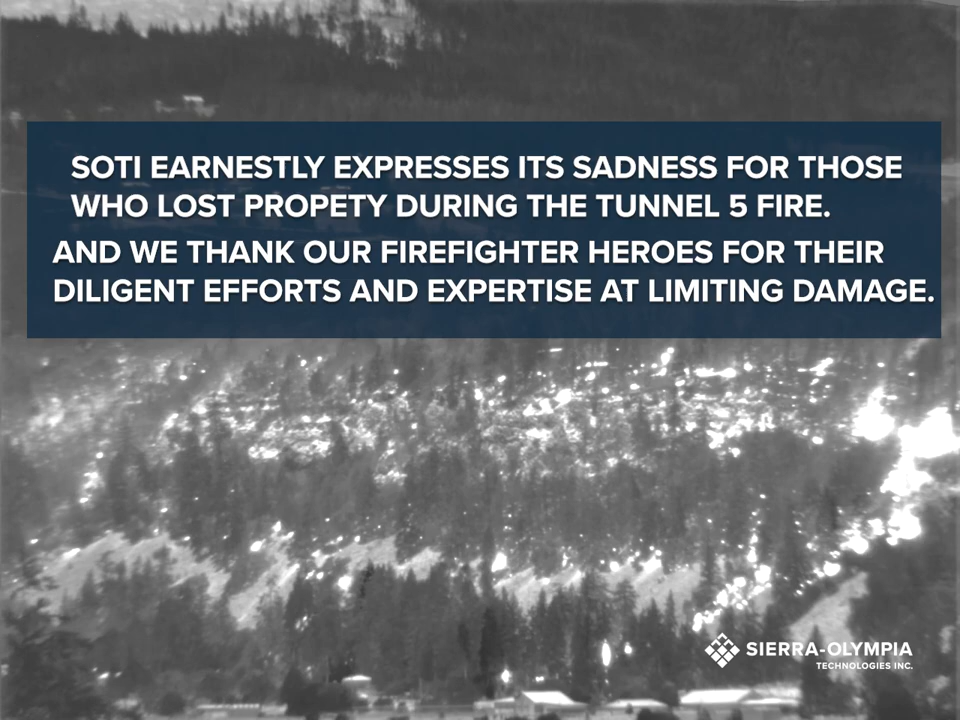 SOTI EARNESTLY EXPRESSES ITS SADNESS FOR THOSE
WHO LOST PROPETY DURING THE TUNNEL 5 FIRE.
AND WE THANK OUR FIREFIGHTER HEROES FOR THEIR
DILIGENT EFFORTS AND EXPERTISE AT LIMITING DAMAGE.
SIERRA-OLYMPIA
TECHNOLOGIES INC.